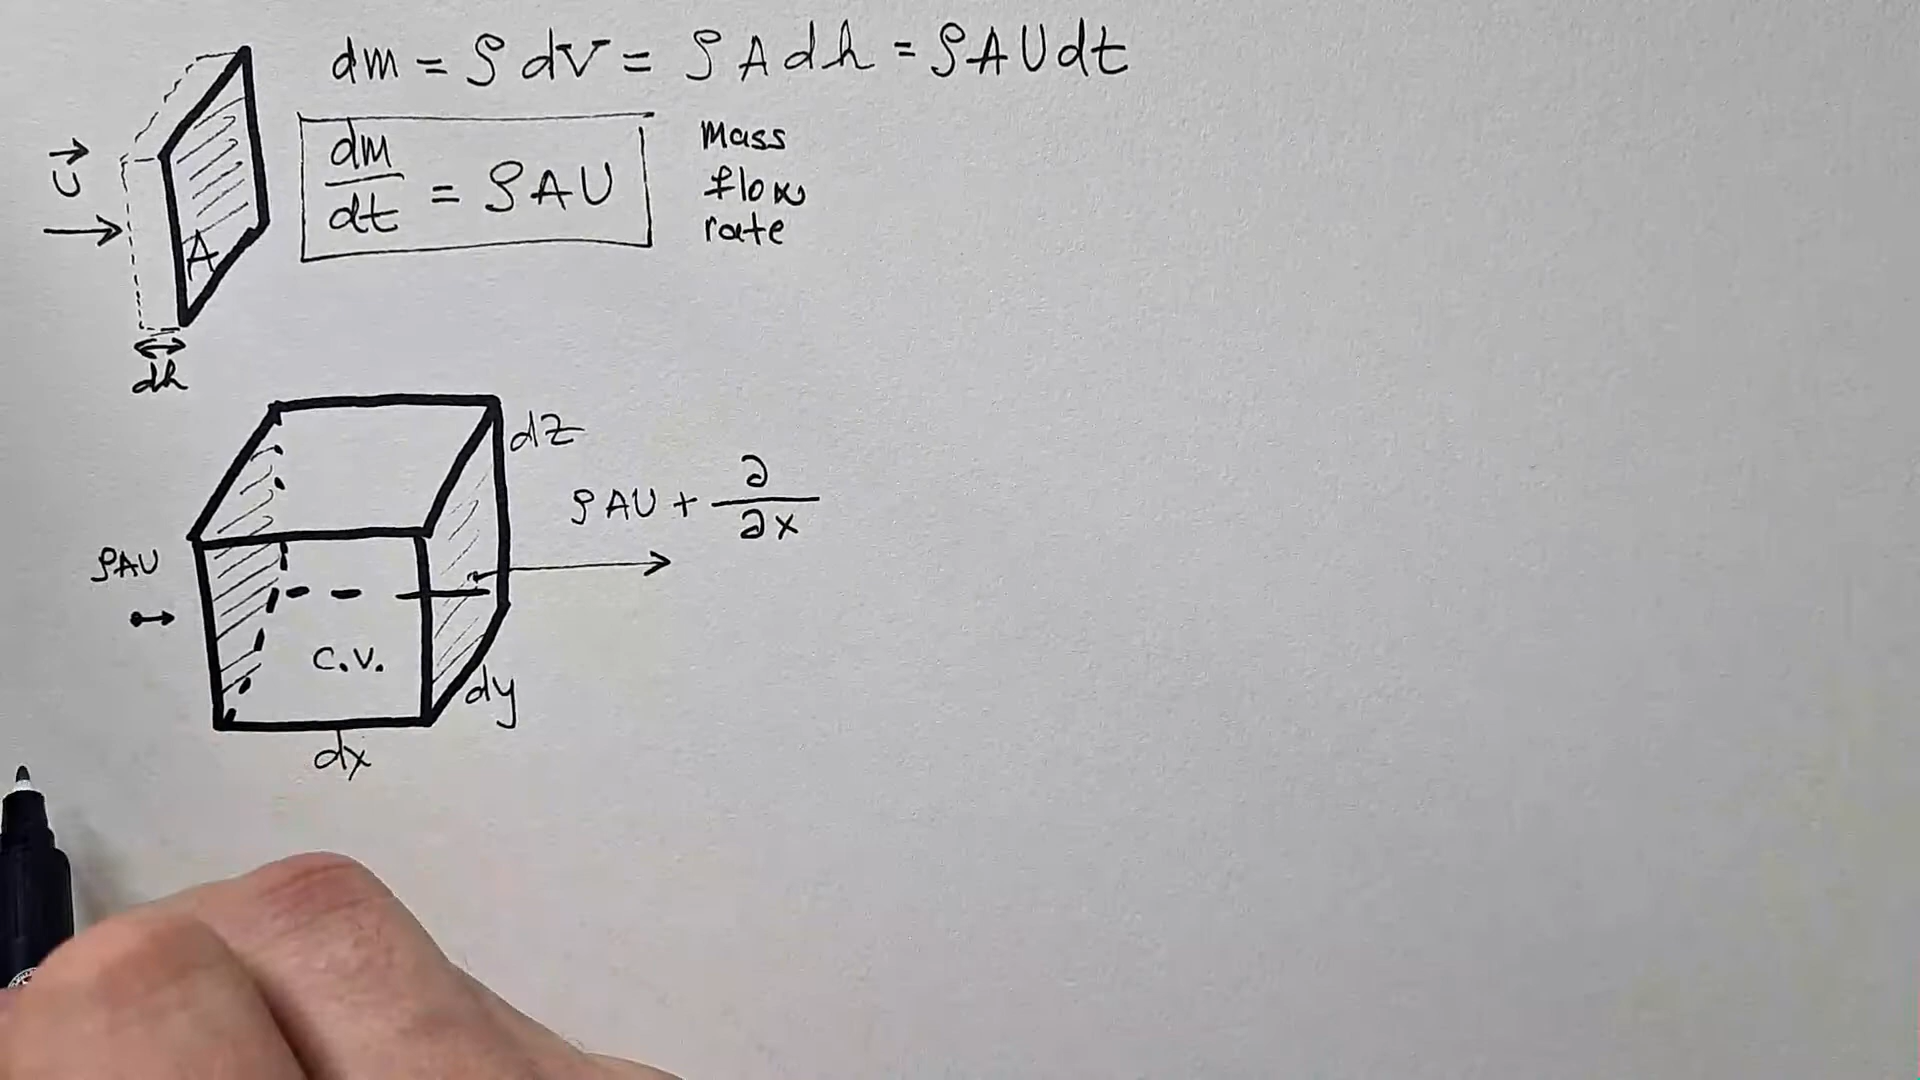 dm = ρ dV = ρ A dh = ρ A U dt
dm/dt = ρ A U
Mass
flow
rate
U
A
dh
dz
ρAU + ∂/∂x
ρAU
C.V.
dy
dx